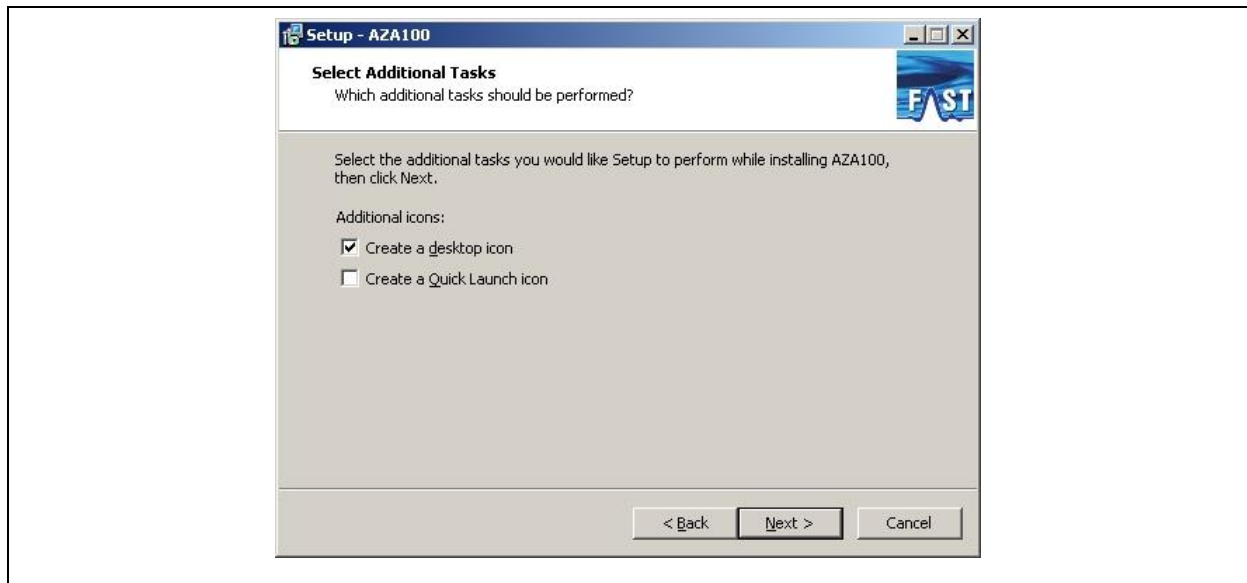 Setup - AZA100
Select Additional Tasks
Which additional tasks should be performed?
FAST
Select the additional tasks you would like Setup to perform while installing AZA100,
then click Next.
Additional icons:
Create a desktop icon
Create a Quick Launch icon
< Back Next > Cancel